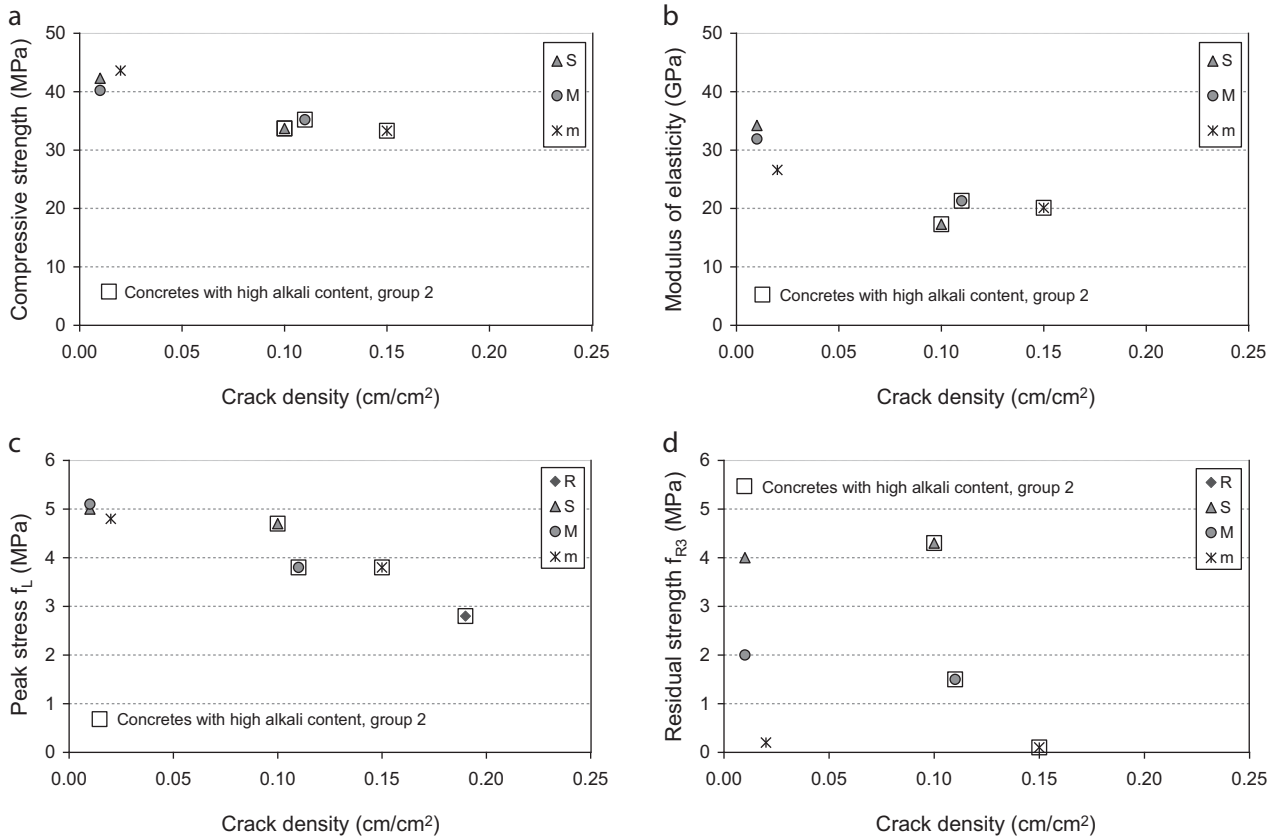 a
Compressive strength (MPa)
50
40
30
20
10
0
0.00 0.05 0.10 0.15 0.20 0.25
Crack density (cm/cm²)
S
M
m
Concretes with high alkali content, group 2
b
Modulus of elasticity (GPa)
50
40
30
20
10
0
0.00 0.05 0.10 0.15 0.20 0.25
Crack density (cm/cm²)
S
M
m
Concretes with high alkali content, group 2
c
Peak stress f_L (MPa)
6
5
4
3
2
1
0
0.00 0.05 0.10 0.15 0.20 0.25
Crack density (cm/cm²)
R
S
M
m
Concretes with high alkali content, group 2
d
Residual strength f_R3 (MPa)
6
5
4
3
2
1
0
0.00 0.05 0.10 0.15 0.20 0.25
Crack density (cm/cm²)
Concretes with high alkali content, group 2
R
S
M
m